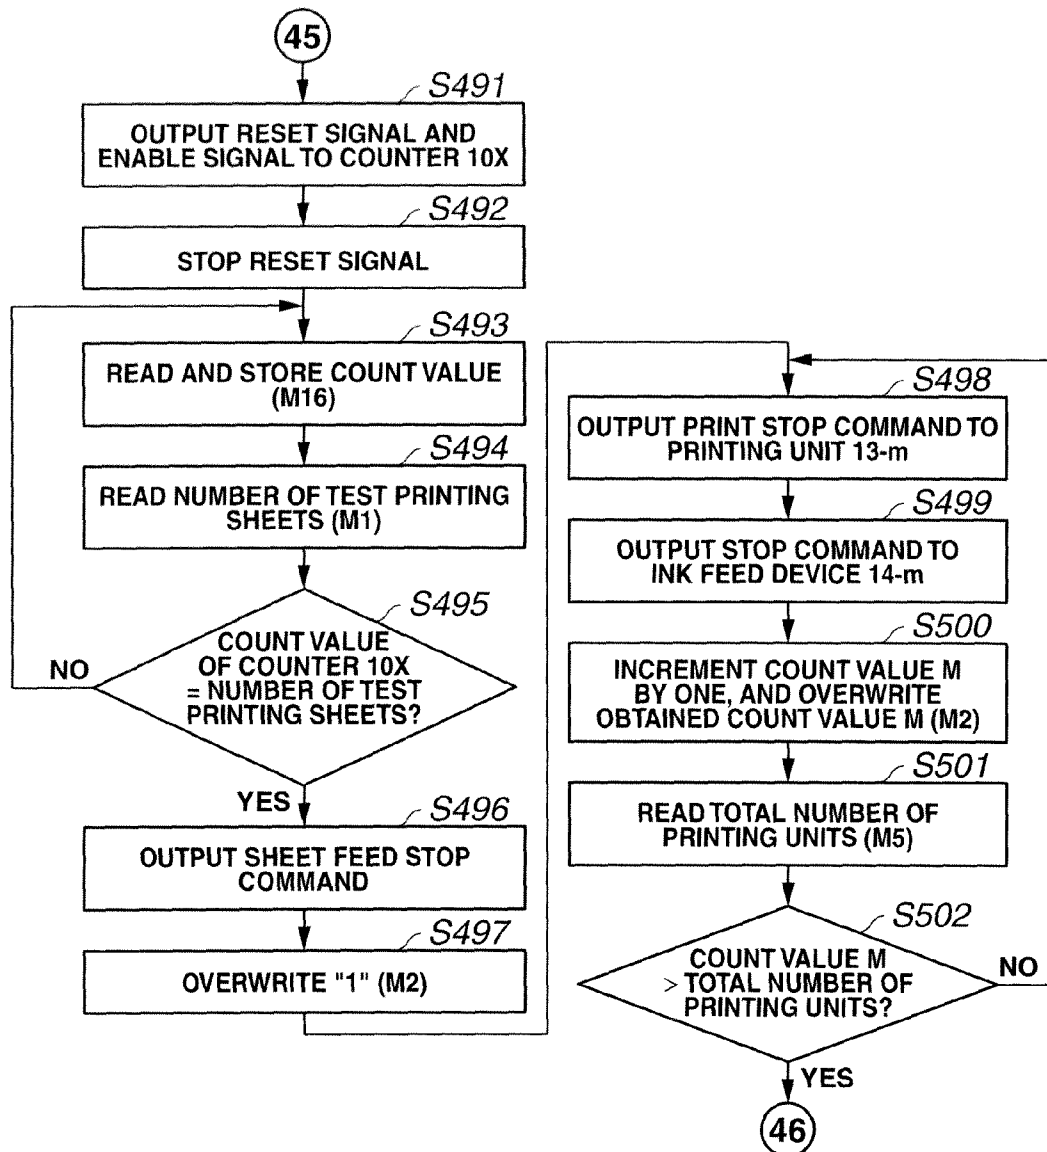 45
S491
OUTPUT RESET SIGNAL AND
ENABLE SIGNAL TO COUNTER 10X
S492
STOP RESET SIGNAL
S493
READ AND STORE COUNT VALUE
(M16)
S494
READ NUMBER OF TEST PRINTING
SHEETS (M1)
S495
COUNT VALUE
OF COUNTER 10X
= NUMBER OF TEST
PRINTING SHEETS?
NO
YES
S496
OUTPUT SHEET FEED STOP
COMMAND
S497
OVERWRITE "1" (M2)
S498
OUTPUT PRINT STOP COMMAND TO
PRINTING UNIT 13-m
S499
OUTPUT STOP COMMAND TO
INK FEED DEVICE 14-m
S500
INCREMENT COUNT VALUE M
BY ONE, AND OVERWRITE
OBTAINED COUNT VALUE M (M2)
S501
READ TOTAL NUMBER OF
PRINTING UNITS (M5)
S502
COUNT VALUE M
> TOTAL NUMBER OF
PRINTING UNITS?
NO
YES
46